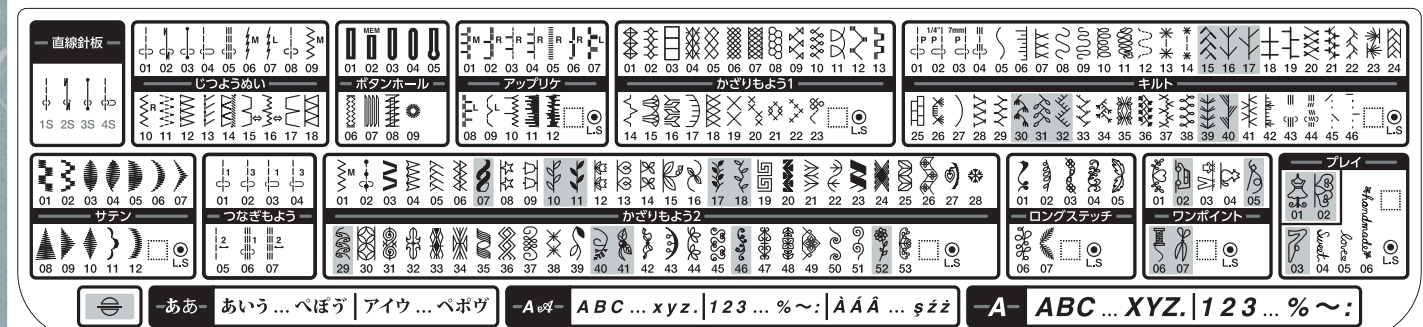 直線針板
1S 2S 3S 4S
M L M
01 02 03 04 05 06 07 08 09
じつようぬい
10 11 12 13 14 15 16 17 18
MEM
01 02 03 04 05
ボタンホール
06 07 08 09
M R J R J R
01 02 03 04 05 06 07
アップリケ
08 09 10 11 12 L.S
01 02 03 04 05 06 07 08 09 10 11 12 13
かざりもよう1
14 15 16 17 18 19 20 21 22 23 L.S
P 1/4" P 7mm P
01 02 03 04 05 06 07 08 09 10 11 12 13 14 15 16 17 18 19 20 21 22 23 24
キルト
25 26 27 28 29 30 31 32 33 34 35 36 37 38 39 40 41 42 43 44 45 46 L.S
01 02 03 04 05 06 07
サテン
08 09 10 11 12 L.S
1 3 1 3
01 02 03 04
つなぎもよう
2 1 2
05 06 07
M
01 02 03 04 05 06 07 08 09 10 11 12 13 14 15 16 17 18 19 20 21 22 23 24 25 26 27 28
かざりもよう2
29 30 31 32 33 34 35 36 37 38 39 40 41 42 43 44 45 46 47 48 49 50 51 52 53 L.S
01 02 03 04 05
ロングステッチ
06 07 L.S
01 02 03 04 05
ワンポイント
06 07 L.S
プレイ
01 02
03 04 05 06 L.S
Sweet love handmade
-ああ- あいう...ぺぽゔ アイウ...ペポヴ
-A A- ABC...xyz. 123...%～: ÀÁÂ...şźż
-A- ABC...XYZ. 123...%～: